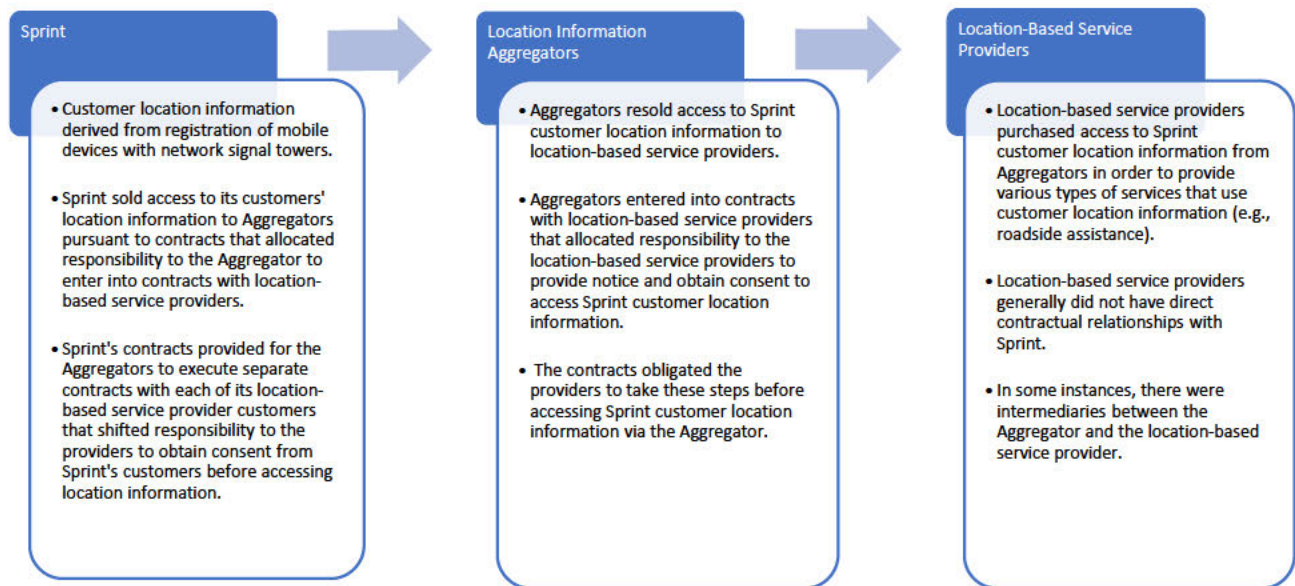 Sprint
• Customer location information
derived from registration of mobile
devices with network signal towers.
• Sprint sold access to its customers'
location information to Aggregators
pursuant to contracts that allocated
responsibility to the Aggregator to
enter into contracts with location-
based service providers.
• Sprint's contracts provided for the
Aggregators to execute separate
contracts with each of its location-
based service provider customers
that shifted responsibility to the
providers to obtain consent from
Sprint's customers before accessing
location information.
Location Information
Aggregators
• Aggregators resold access to Sprint
customer location information to
location-based service providers.
• Aggregators entered into contracts
with location-based service providers
that allocated responsibility to the
location-based service providers to
provide notice and obtain consent to
access Sprint customer location
information.
• The contracts obligated the
providers to take these steps before
accessing Sprint customer location
information via the Aggregator.
Location-Based Service
Providers
• Location-based service providers
purchased access to Sprint
customer location information from
Aggregators in order to provide
various types of services that use
customer location information (e.g.,
roadside assistance).
• Location-based service providers
generally did not have direct
contractual relationships with
Sprint.
• In some instances, there were
intermediaries between the
Aggregator and the location-based
service provider.